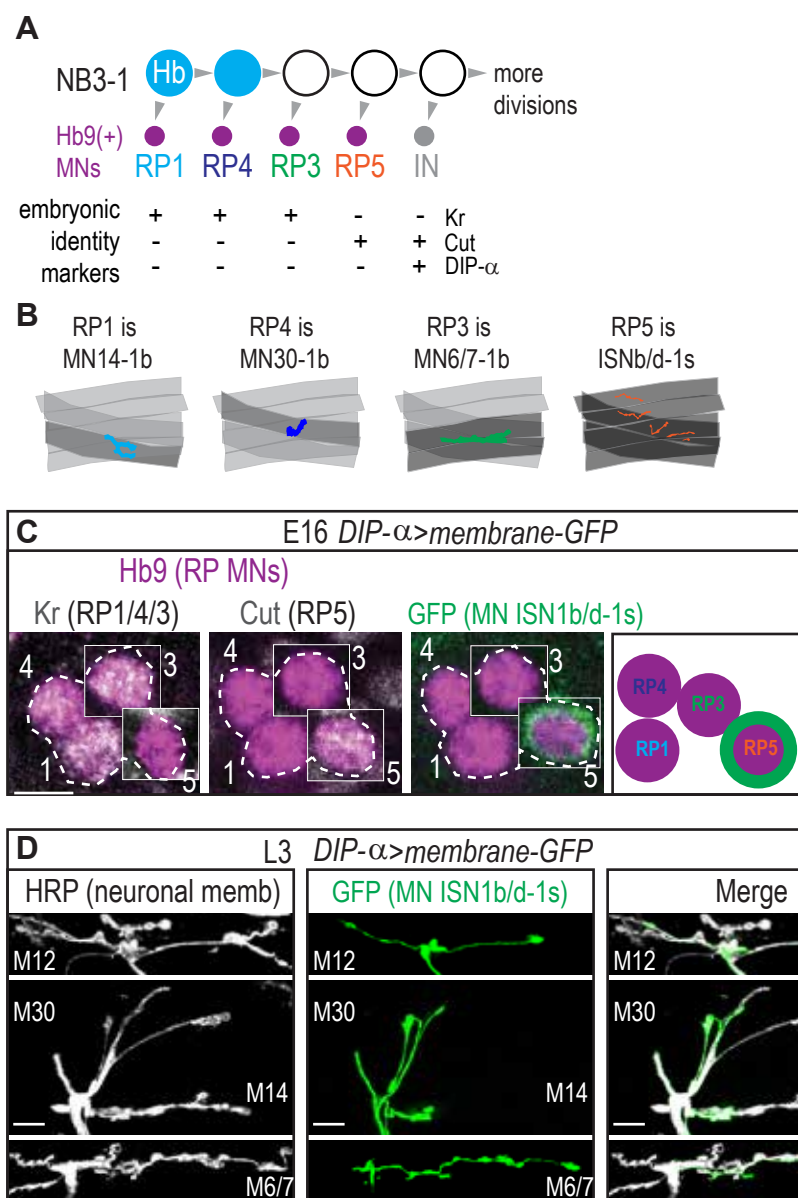 A
NB3-1
Hb
more
divisions
Hb9(+)
MNs
RP1 RP4 RP3 RP5 IN
embryonic
identity
markers
+ + + - - Kr
- - - + + Cut
- - - - + DIP-α
B
RP1 is
MN14-1b
RP4 is
MN30-1b
RP3 is
MN6/7-1b
RP5 is
ISNb/d-1s
C
E16 DIP-α>membrane-GFP
Hb9 (RP MNs)
Kr (RP1/4/3)
Cut (RP5)
GFP (MN ISN1b/d-1s)
4
3
1
5
4
3
1
5
4
3
1
5
RP4
RP3
RP1
RP5
D
L3 DIP-α>membrane-GFP
HRP (neuronal memb)
GFP (MN ISN1b/d-1s)
Merge
M12
M12
M12
M30
M14
M30
M14
M30
M14
M6/7
M6/7
M6/7